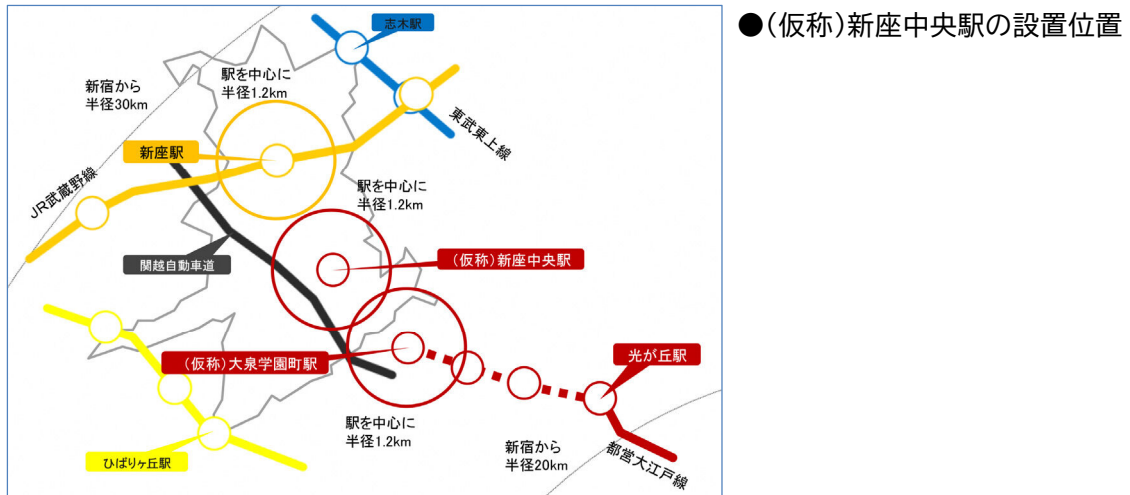 ●(仮称)新座中央駅の設置位置
志木駅
新宿から
半径30km
駅を中心に
半径1.2km
東武東上線
新座駅
JR武蔵野線
駅を中心に
半径1.2km
関越自動車道
(仮称)新座中央駅
(仮称)大泉学園町駅
光が丘駅
駅を中心に
半径1.2km
新宿から
半径20km
都営大江戸線
ひばりヶ丘駅